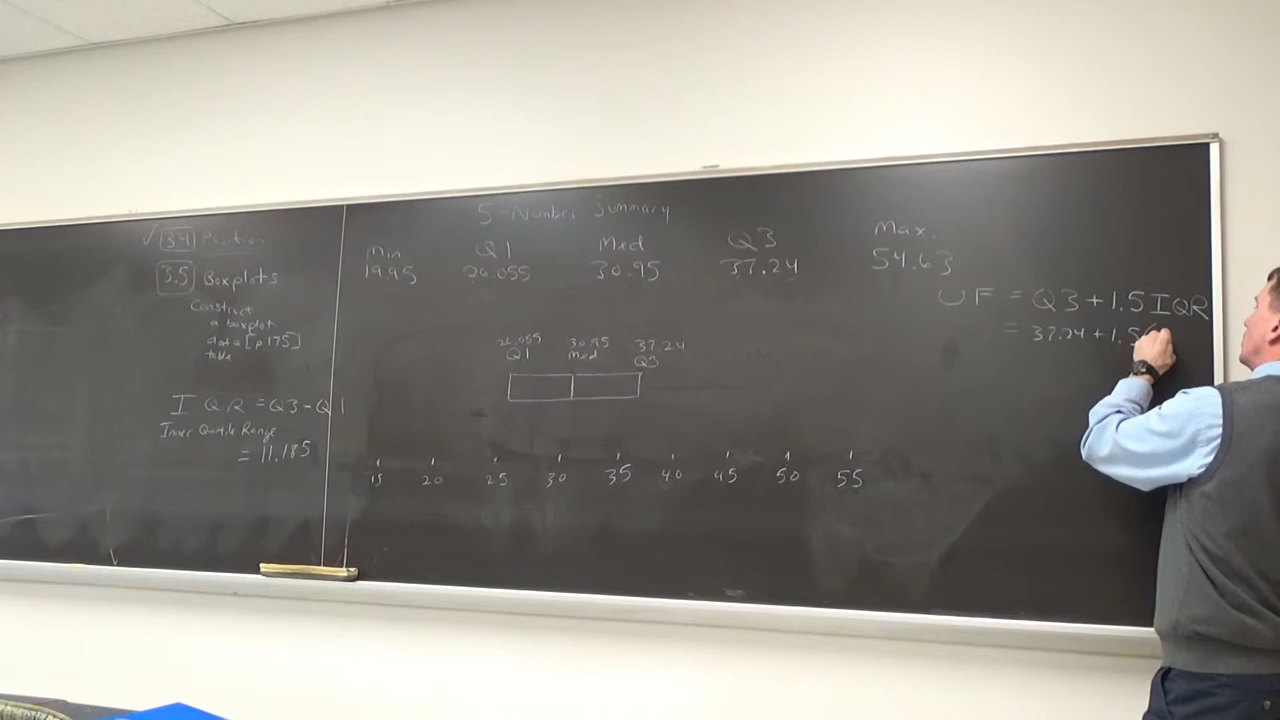 √ 3.4 Position
3.5 Boxplots
Construct
a boxplot
data [p 175]
table
I Q R = Q3 - Q1
Inner Quartile Range
= 11.185
5-Number Summary
Min Q1 Med Q3 Max.
19.95 26.055 30.95 37.24 54.63
26.055 30.95 37.24
Q1 Med Q3
15 20 25 30 35 40 45 50 55
UF = Q3 + 1.5 IQR
= 37.24 + 1.5(